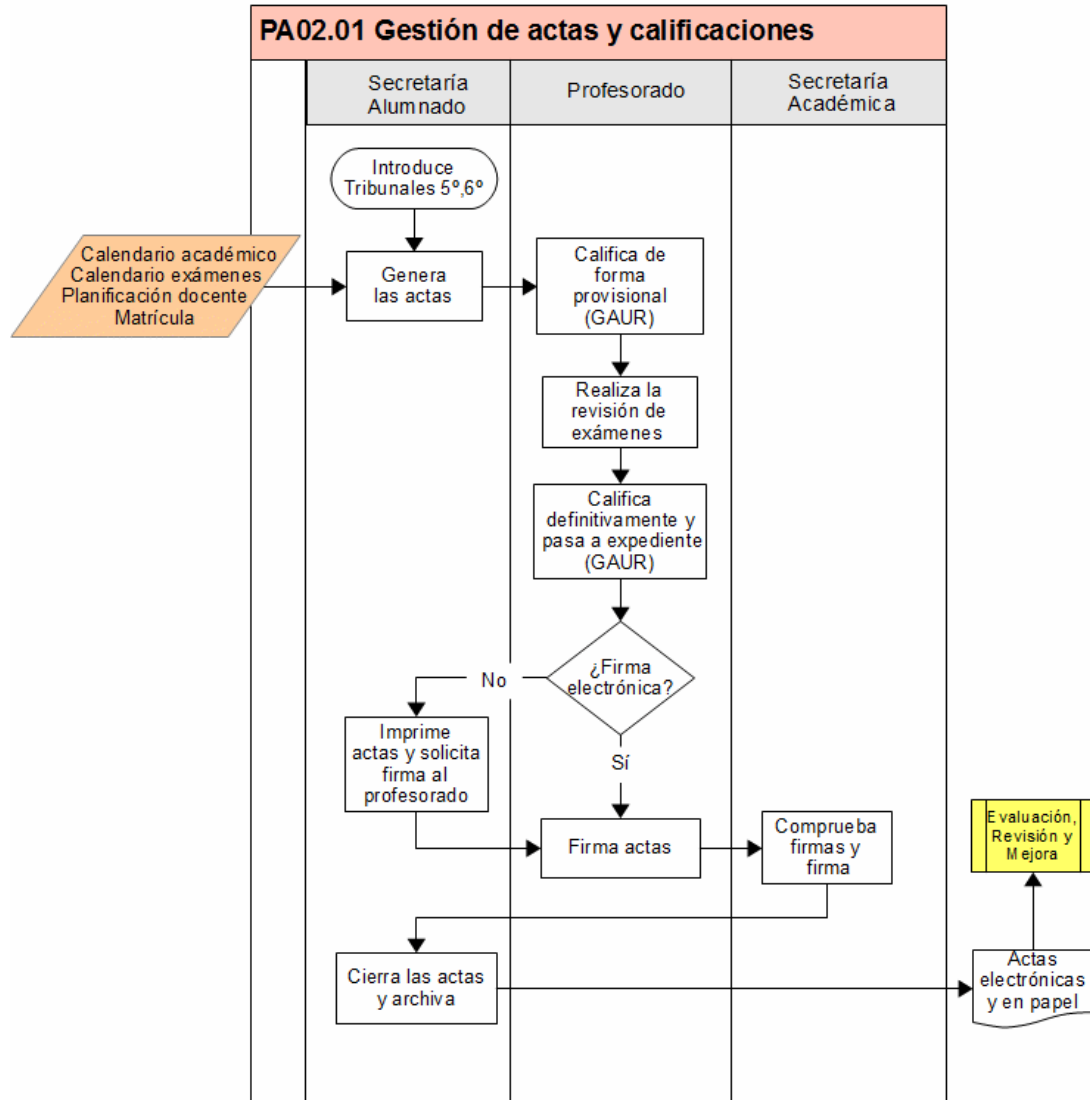 PA02.01 Gestión de actas y calificaciones
Secretaría
Alumnado
Profesorado
Secretaría
Académica
Introduce
Tribunales 5º,6º
Calendario académico
Calendario exámenes
Planificación docente
Matrícula
Genera
las actas
Califica de
forma
provisional
(GAUR)
Realiza la
revisión de
exámenes
Califica
definitivamente y
pasa a expediente
(GAUR)
¿Firma
electrónica?
No
Sí
Imprime
actas y solicita
firma al
profesorado
Firma actas
Comprueba
firmas y
firma
Evaluación,
Revisión y
Mejora
Cierra las actas
y archiva
Actas
electrónicas
y en papel